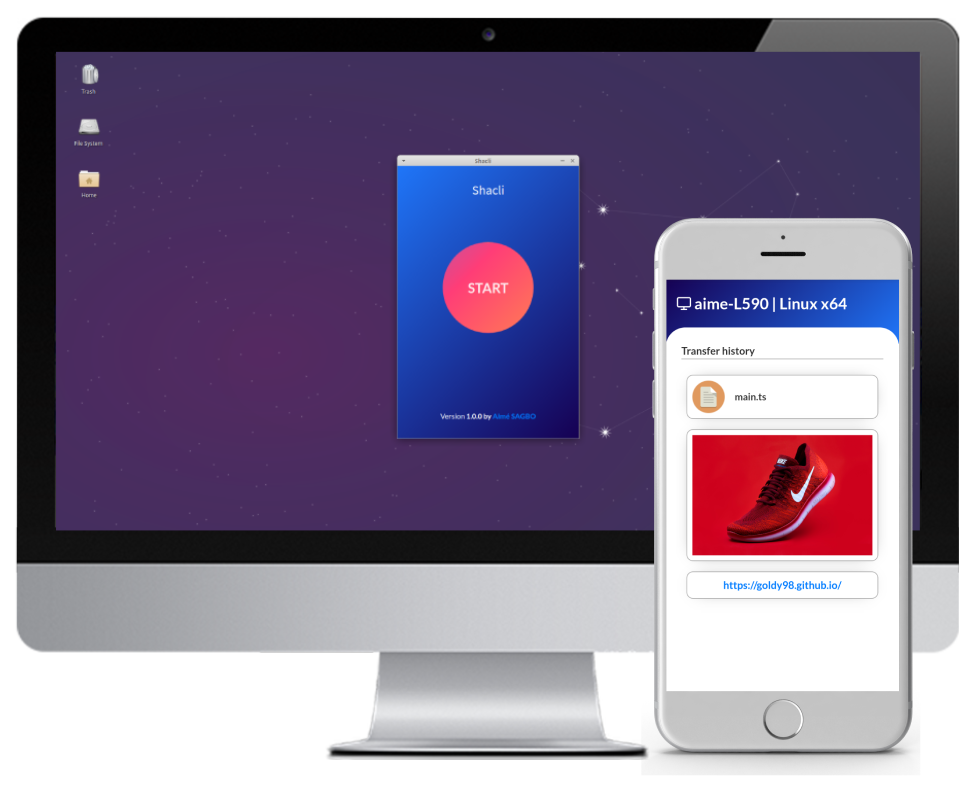 Trash
File System
Home
Shacli
Shacli
START
Version 1.0.0 by Aimé SAGBO
aime-L590 | Linux x64
Transfer history
main.ts
NIKE
https://goldy98.github.io/